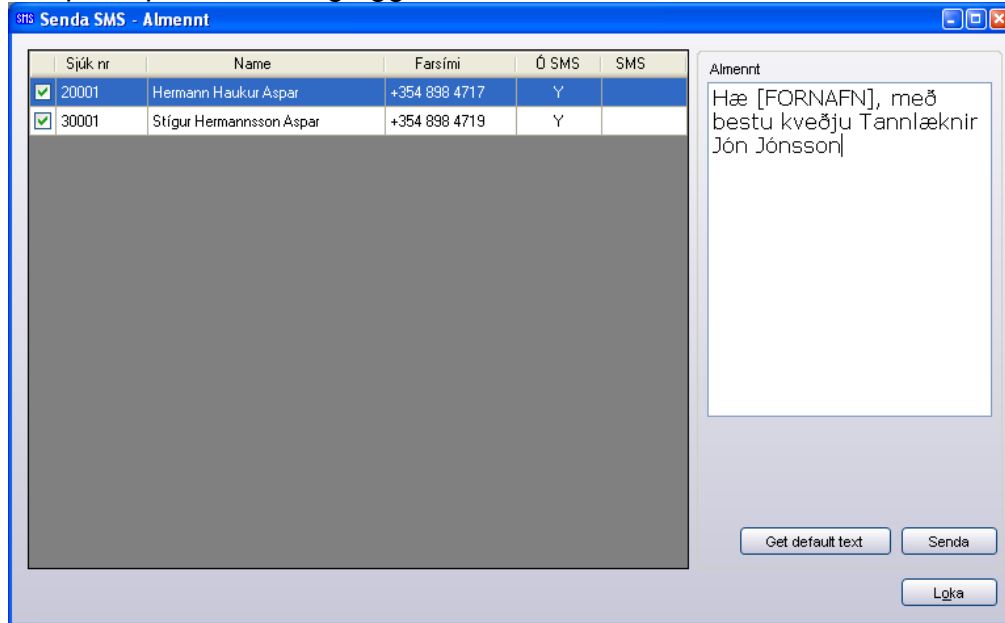 SMS Senda SMS - Almennt
Sjúk nr Name Farsími Ó SMS SMS
20001 Hermann Haukur Aspar +354 898 4717 Y
30001 Stígur Hermannsson Aspar +354 898 4719 Y
Almennt
Hæ [FORNAFN], með
bestu kveðju Tannlæknir
Jón Jónsson
Get default text Senda
Loka